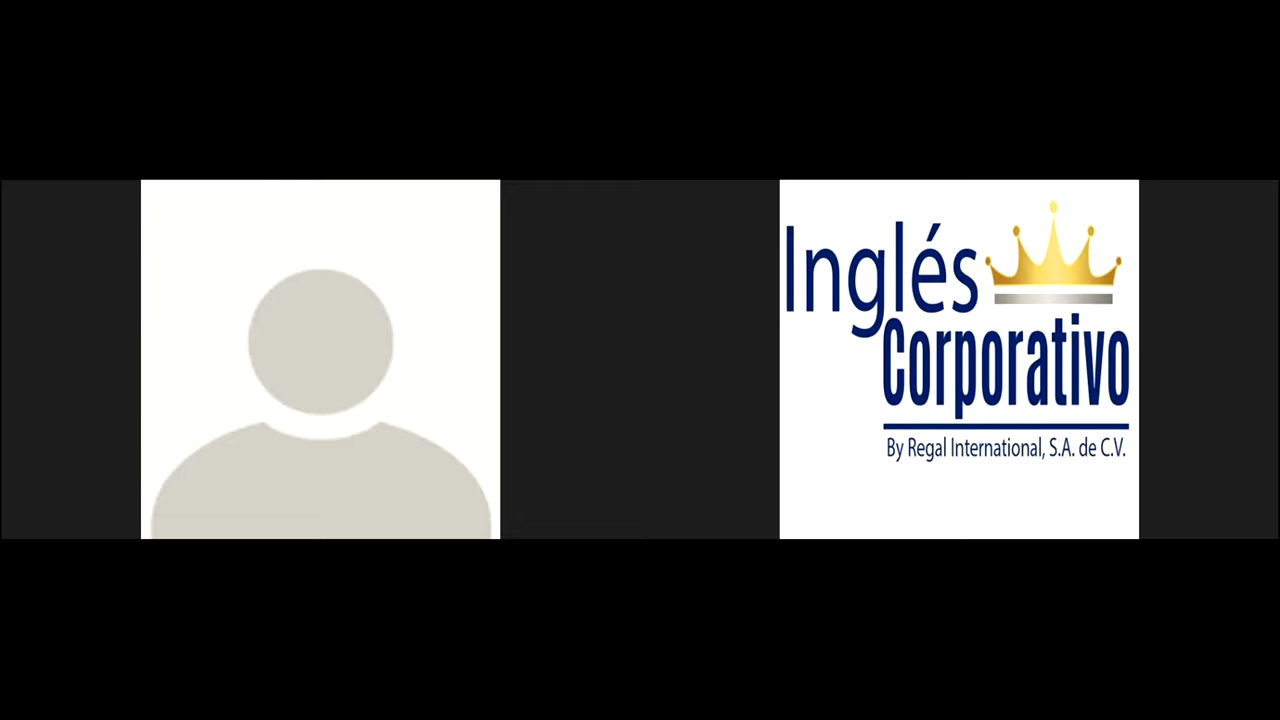 Inglés
Corporativo
By Regal International, S.A. de C.V.